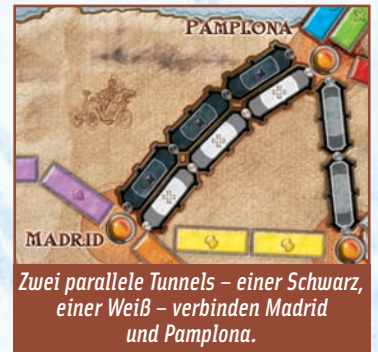 PAMPLONA
MADRID
Zwei parallele Tunnels – einer Schwarz,
einer Weiß – verbinden Madrid
und Pamplona.